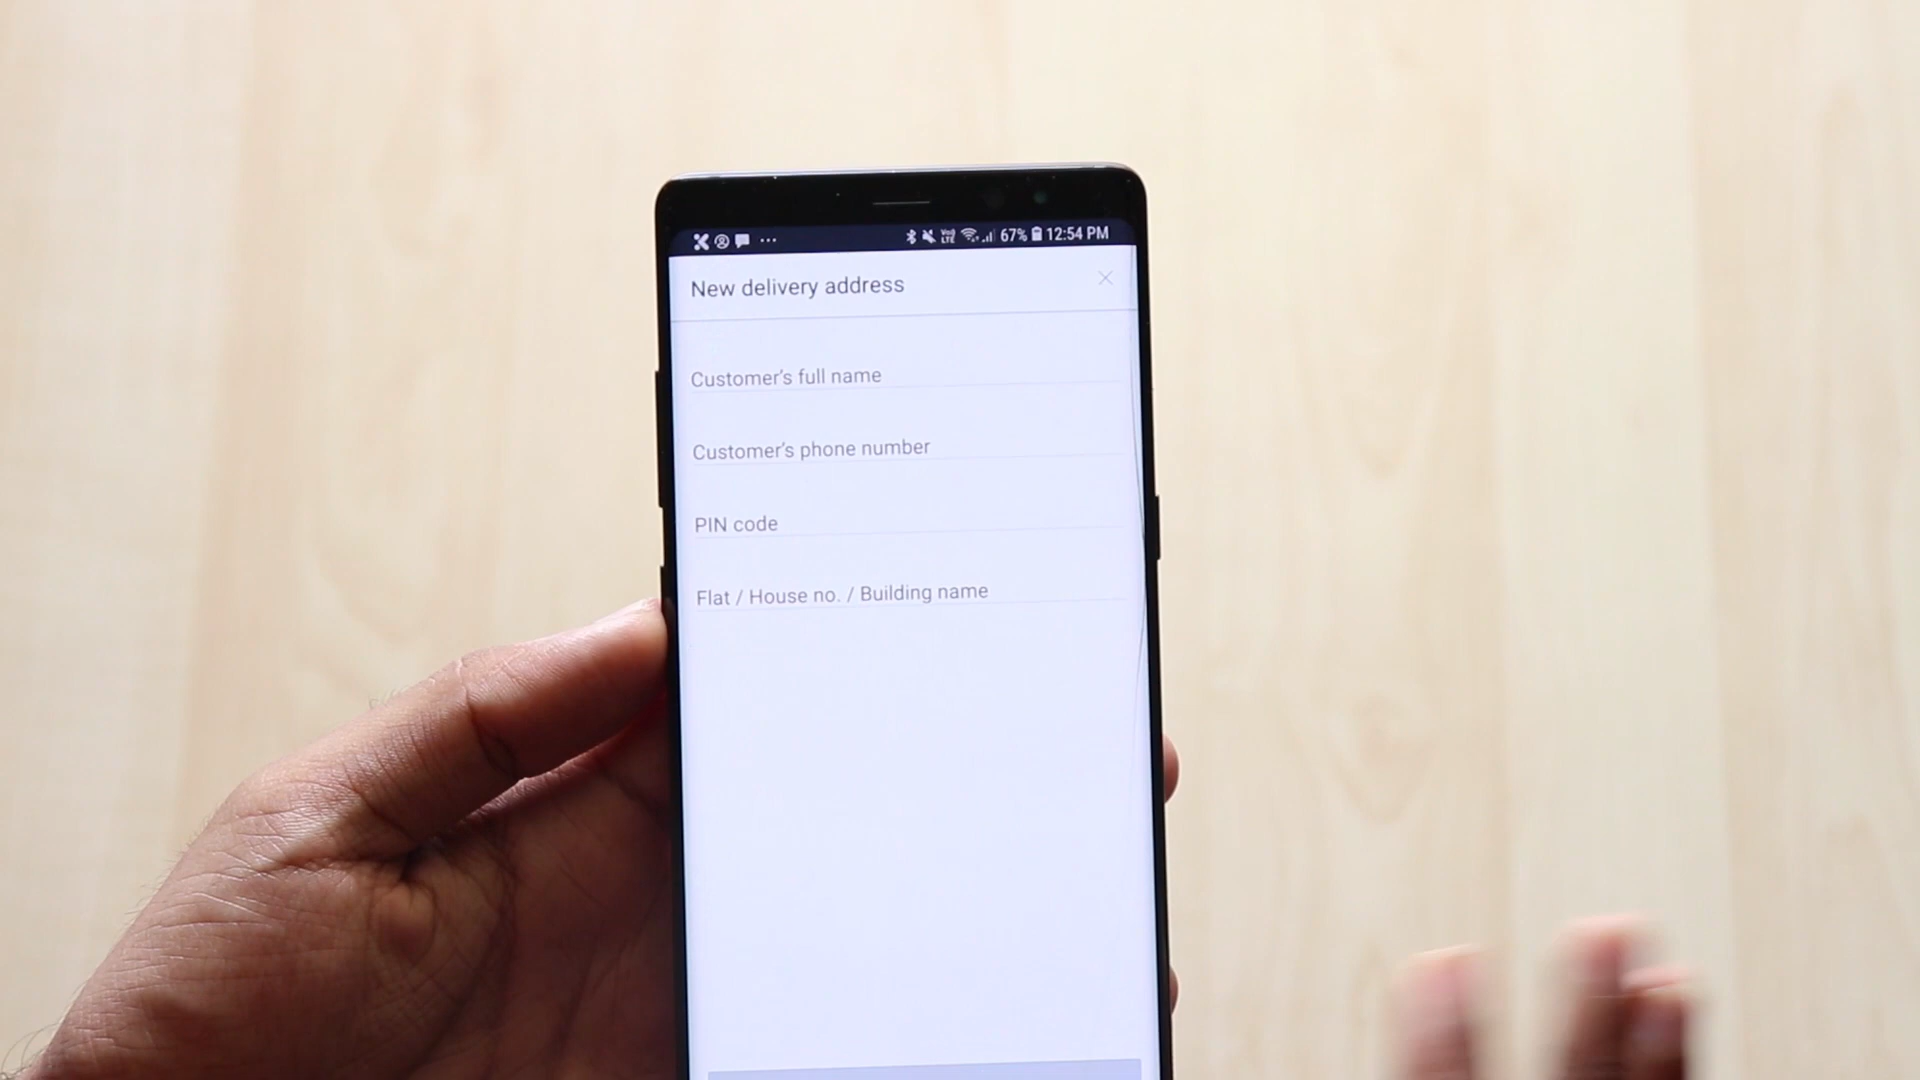 67% 12:54 PM
New delivery address
Customer's full name
Customer's phone number
PIN code
Flat / House no. / Building name